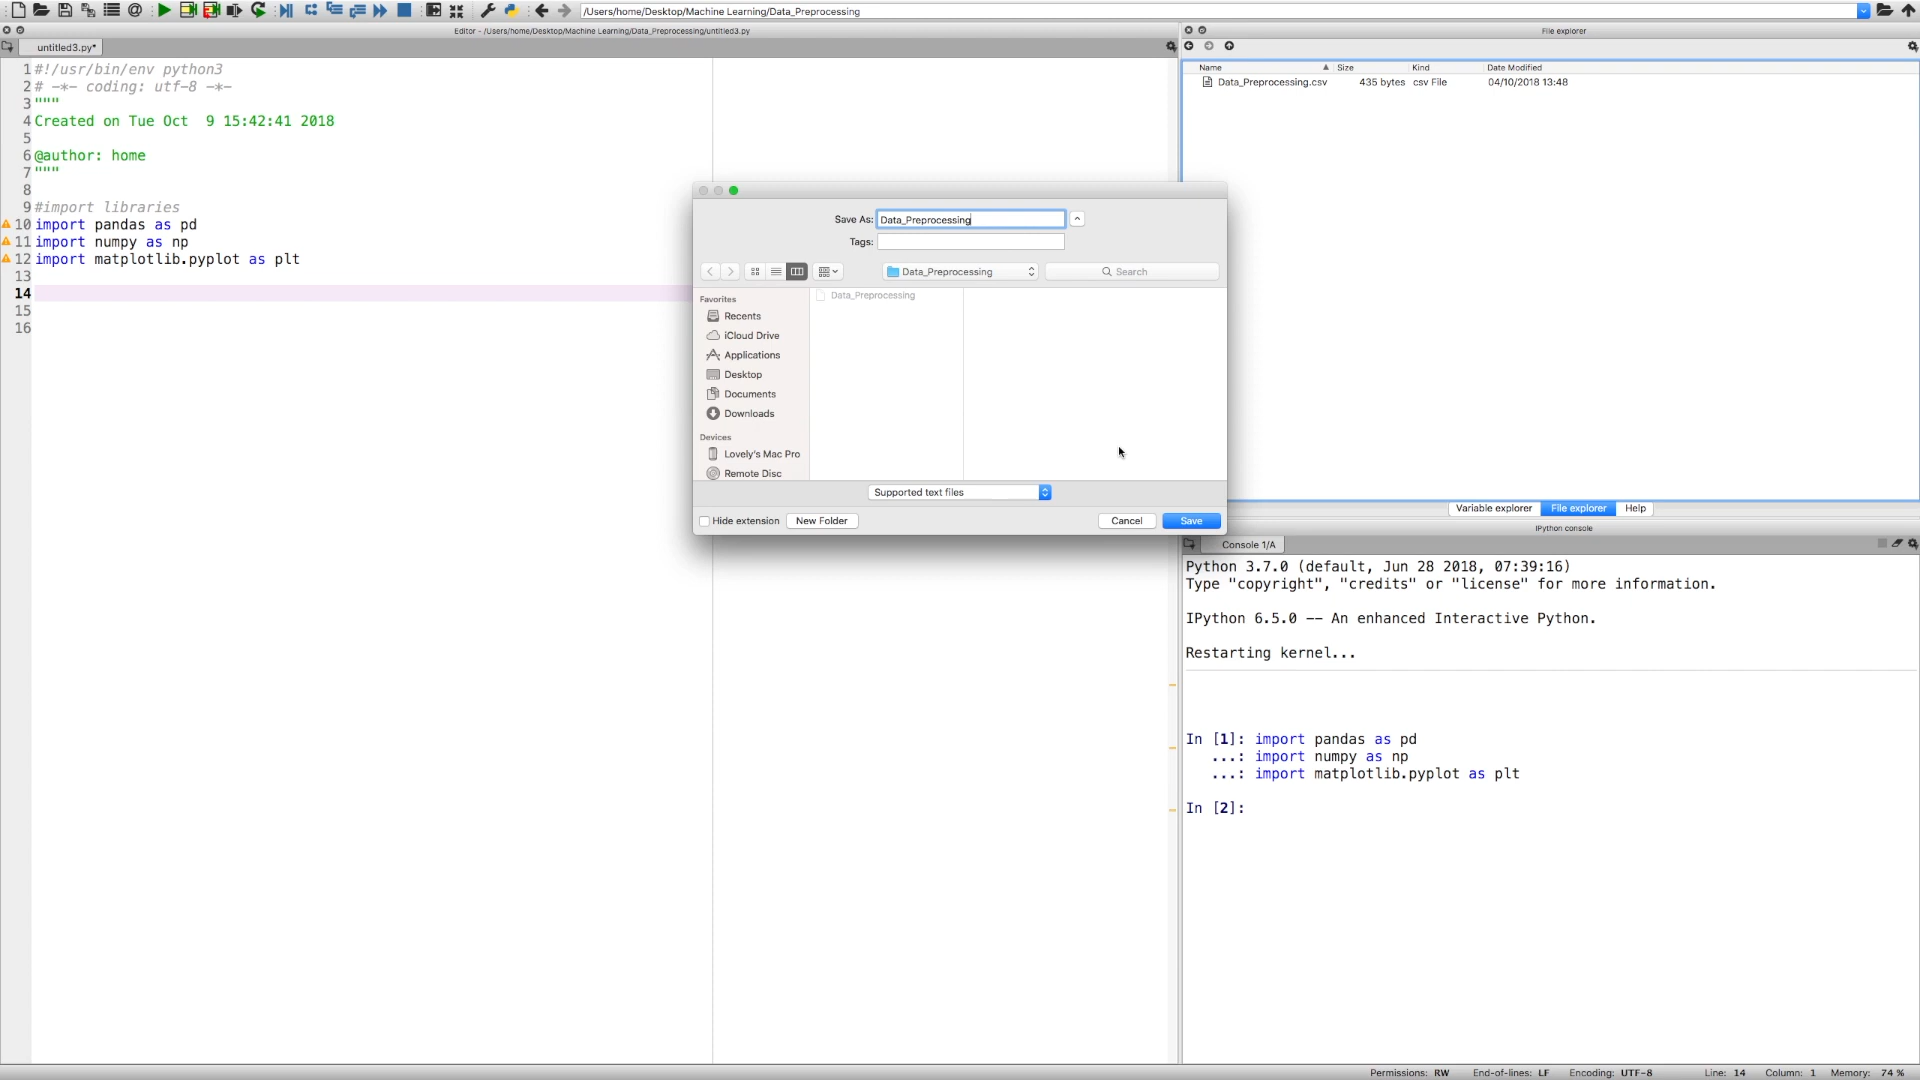 /Users/home/Desktop/Machine Learning/Data_Preprocessing
Editor - /Users/home/Desktop/Machine Learning/Data_Preprocessing/untitled3.py
File explorer
untitled3.py*
1 #!/usr/bin/env python3
2 # -*- coding: utf-8 -*-
3 """
4 Created on Tue Oct  9 15:42:41 2018
5
6 @author: home
7 """
8
9 #import libraries
10 import pandas as pd
11 import numpy as np
12 import matplotlib.pyplot as plt
13
14
15
16
Name Size Kind Date Modified
Data_Preprocessing.csv 435 bytes csv File 04/10/2018 13:48
Save As: Data_Preprocessing
Tags:
Data_Preprocessing
Search
Favorites
Recents
iCloud Drive
Applications
Desktop
Documents
Downloads
Devices
Lovely's Mac Pro
Remote Disc
Data_Preprocessing
Supported text files
Hide extension New Folder Cancel Save
Variable explorer File explorer Help
IPython console
Console 1/A
Python 3.7.0 (default, Jun 28 2018, 07:39:16)
Type "copyright", "credits" or "license" for more information.
IPython 6.5.0 -- An enhanced Interactive Python.
Restarting kernel...
In [1]: import pandas as pd
...: import numpy as np
...: import matplotlib.pyplot as plt
In [2]:
Permissions: RW End-of-lines: LF Encoding: UTF-8 Line: 14 Column: 1 Memory: 74 %